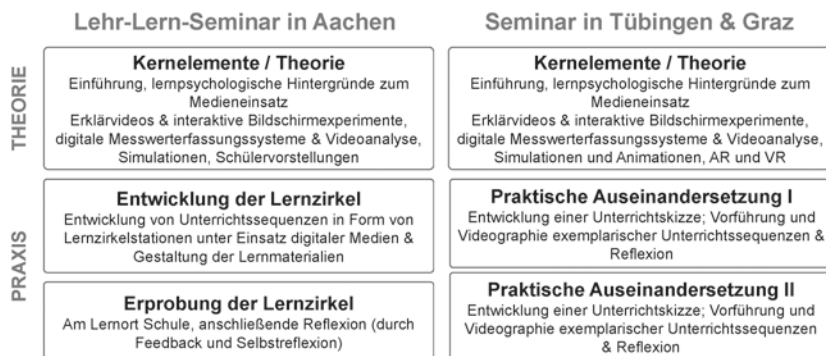 Lehr-Lern-Seminar in Aachen
Seminar in Tübingen & Graz
THEORIE
Kernelemente / Theorie
Einführung, lernpsychologische Hintergründe zum
Medieneinsatz
Erklärvideos & interaktive Bildschirmexperimente,
digitale Messwerterfassungssysteme & Videoanalyse,
Simulationen, Schülervorstellungen
Kernelemente / Theorie
Einführung, lernpsychologische Hintergründe zum
Medieneinsatz
Erklärvideos & interaktive Bildschirmexperimente,
digitale Messwerterfassungssysteme & Videoanalyse,
Simulationen und Animationen, AR und VR
PRAXIS
Entwicklung der Lernzirkel
Entwicklung von Unterrichtssequenzen in Form von
Lernzirkelstationen unter Einsatz digitaler Medien &
Gestaltung der Lernmaterialien
Praktische Auseinandersetzung I
Entwicklung einer Unterrichtskizze; Vorführung und
Videographie exemplarischer Unterrichtssequenzen &
Reflexion
Erprobung der Lernzirkel
Am Lernort Schule, anschließende Reflexion (durch
Feedback und Selbstreflexion)
Praktische Auseinandersetzung II
Entwicklung einer Unterrichtskizze; Vorführung und
Videographie exemplarischer Unterrichtssequenzen
& Reflexion